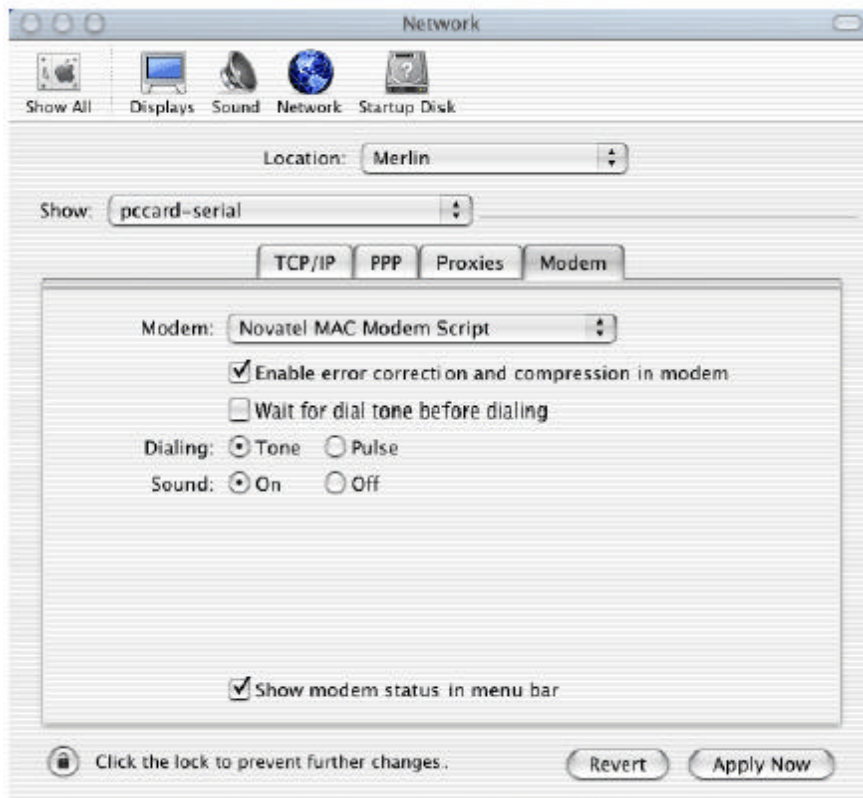 Network
Show All Displays Sound Network Startup Disk
Location: Merlin
Show: pccard-serial
TCP/IP PPP Proxies Modem
Modem: Novatel MAC Modem Script
Enable error correction and compression in modem
Wait for dial tone before dialing
Dialing: Tone Pulse
Sound: On Off
Show modem status in menu bar
Click the lock to prevent further changes.. Revert Apply Now